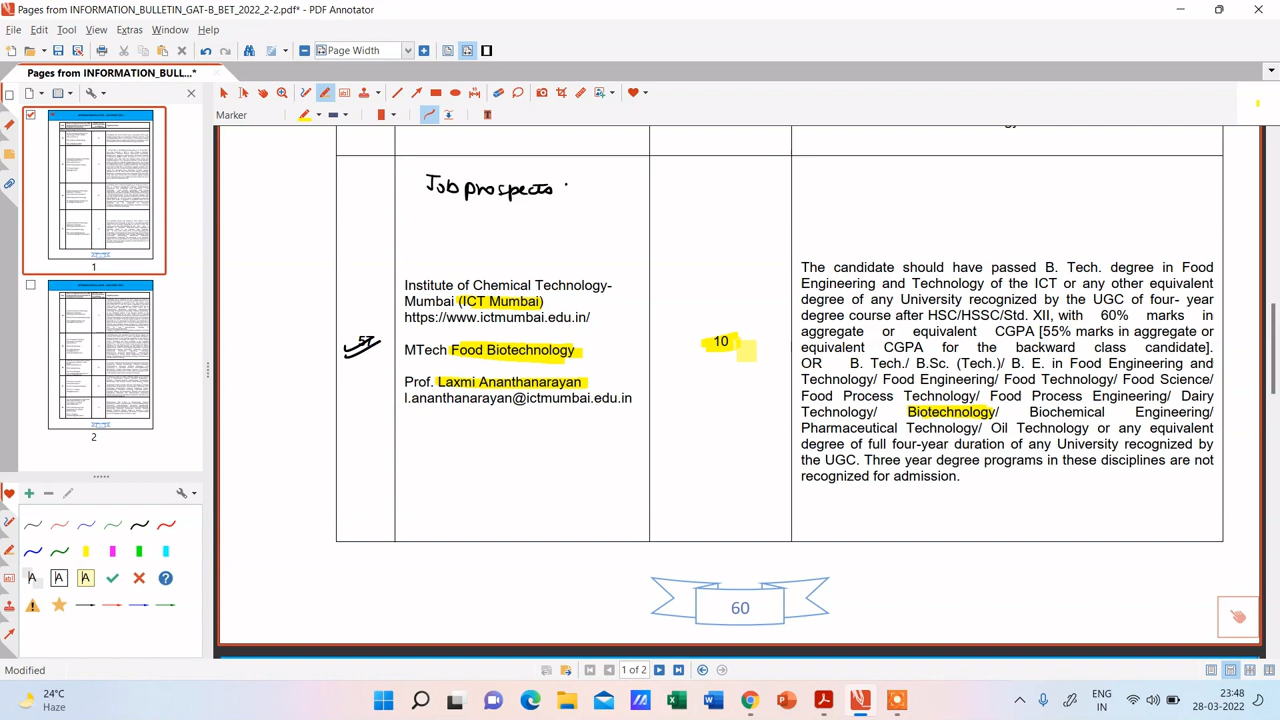 Pages from INFORMATION_BULLETIN_GAT-B_BET_2022_2-2.pdf* - PDF Annotator
File Edit Tool View Extras Window Help
Page Width
Pages from INFORMATION_BULL...*
Marker
Job prospects
Institute of Chemical Technology-
Mumbai (ICT Mumbai)
https://www.ictmumbai.edu.in/
57
MTech Food Biotechnology
Prof. Laxmi Ananthanarayan
l.ananthanarayan@ictmumbai.edu.in
10
The candidate should have passed B. Tech. degree in Food
Engineering and Technology of the ICT or any other equivalent
degree of any University recognized by the UGC of four- year
degree course after HSC/HSSC/Std. XII, with 60% marks in
aggregate or equivalent CGPA [55% marks in aggregate or
equivalent CGPA for the backward class candidate].
OR B. Tech./ B.Sc. (Tech.)/ B. E. in Food Engineering and
Technology/ Food Engineering/ Food Technology/ Food Science/
Food Process Technology/ Food Process Engineering/ Dairy
Technology/ Biotechnology/ Biochemical Engineering/
Pharmaceutical Technology/ Oil Technology or any equivalent
degree of full four-year duration of any University recognized by
the UGC. Three year degree programs in these disciplines are not
recognized for admission.
60
1
2
Modified
1 of 2
24°C
Haze
ENG
IN
23:48
28-03-2022